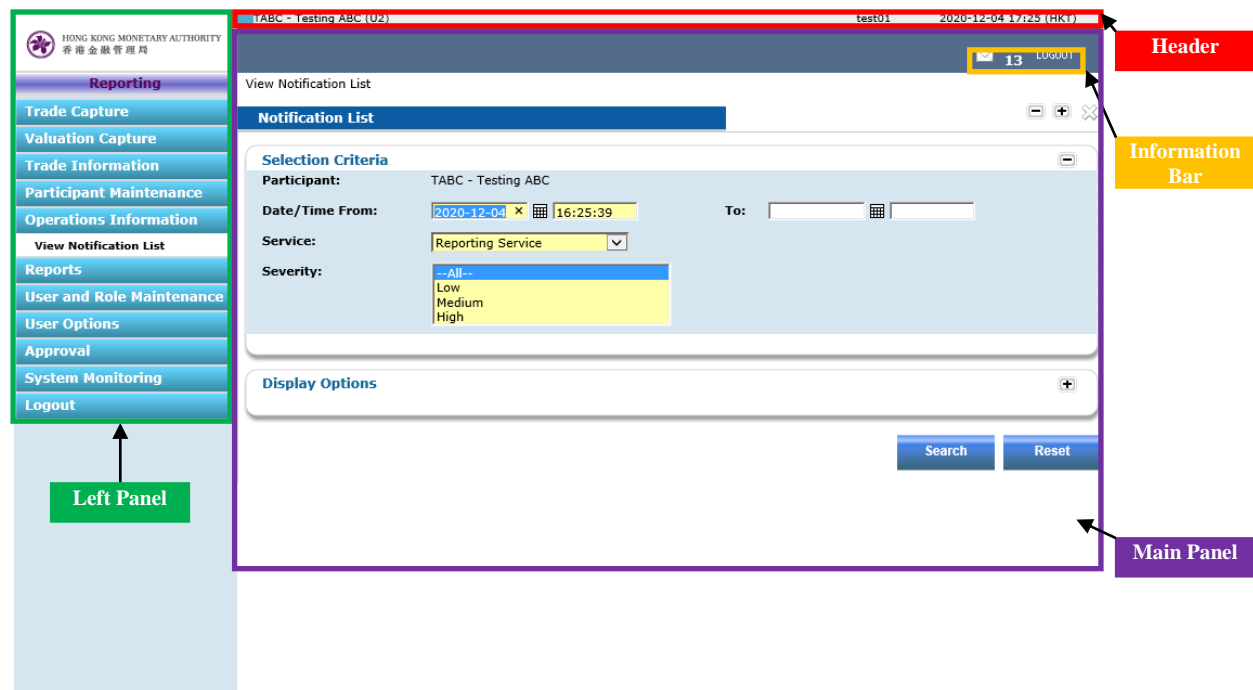 TABC - Testing ABC (U2) test01 2020-12-04 17:25 (HKT)
Header
HONG KONG MONETARY AUTHORITY
香港金融管理局
13 LOGOUT
Reporting
View Notification List
Trade Capture
Notification List
Valuation Capture
Information
Bar
Trade Information
Selection Criteria
Participant: TABC - Testing ABC
Participant Maintenance
Date/Time From: 2020-12-04 × 16:25:39 To:
Operations Information
Service: Reporting Service
View Notification List
Severity: --All--
Low
Medium
High
Reports
User and Role Maintenance
User Options
Approval
System Monitoring
Display Options
Logout
Search Reset
Left Panel
Main Panel